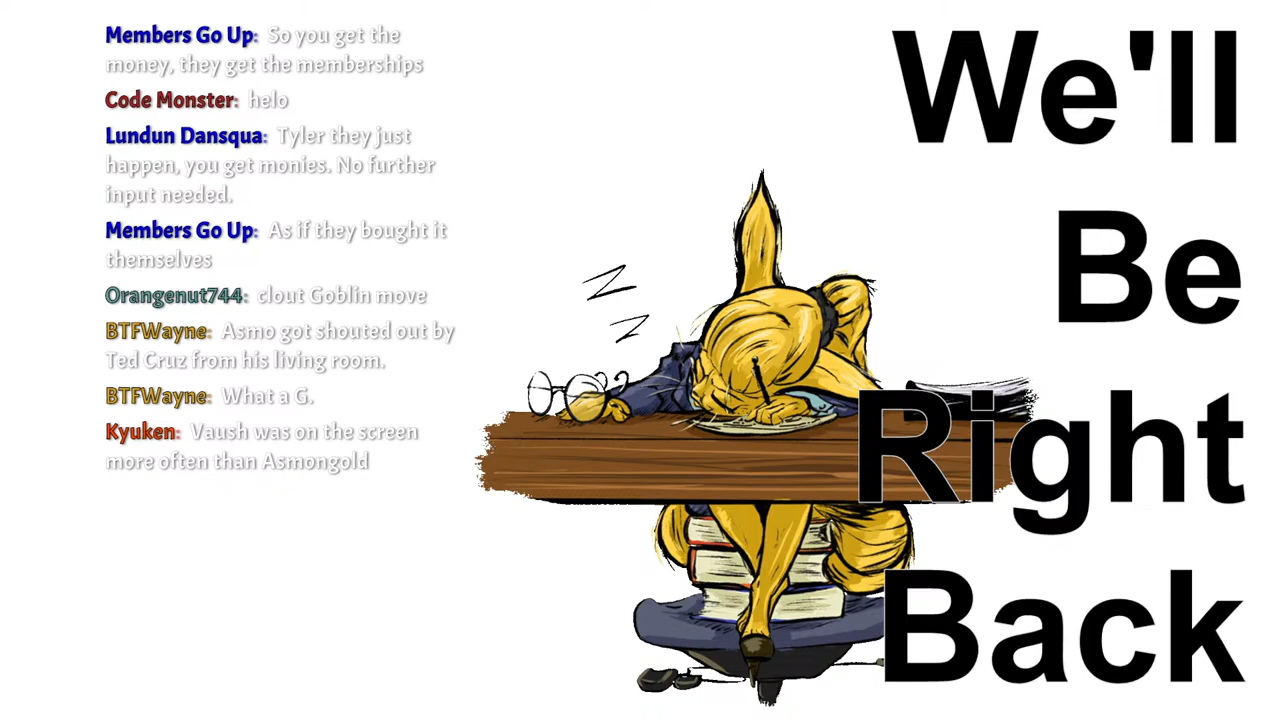 Members Go Up: So you get the
money, they get the memberships
Code Monster: helo
Lundun Dansqua: Tyler they just
happen, you get monies. No further
input needed.
Members Go Up: As if they bought it
themselves
Orangenut744: clout Goblin move
BTFWayne: Asmo got shouted out by
Ted Cruz from his living room.
BTFWayne: What a G.
Kyuken: Vaush was on the screen
more often than Asmongold
We'll
Be
Right
Back
Z
Z